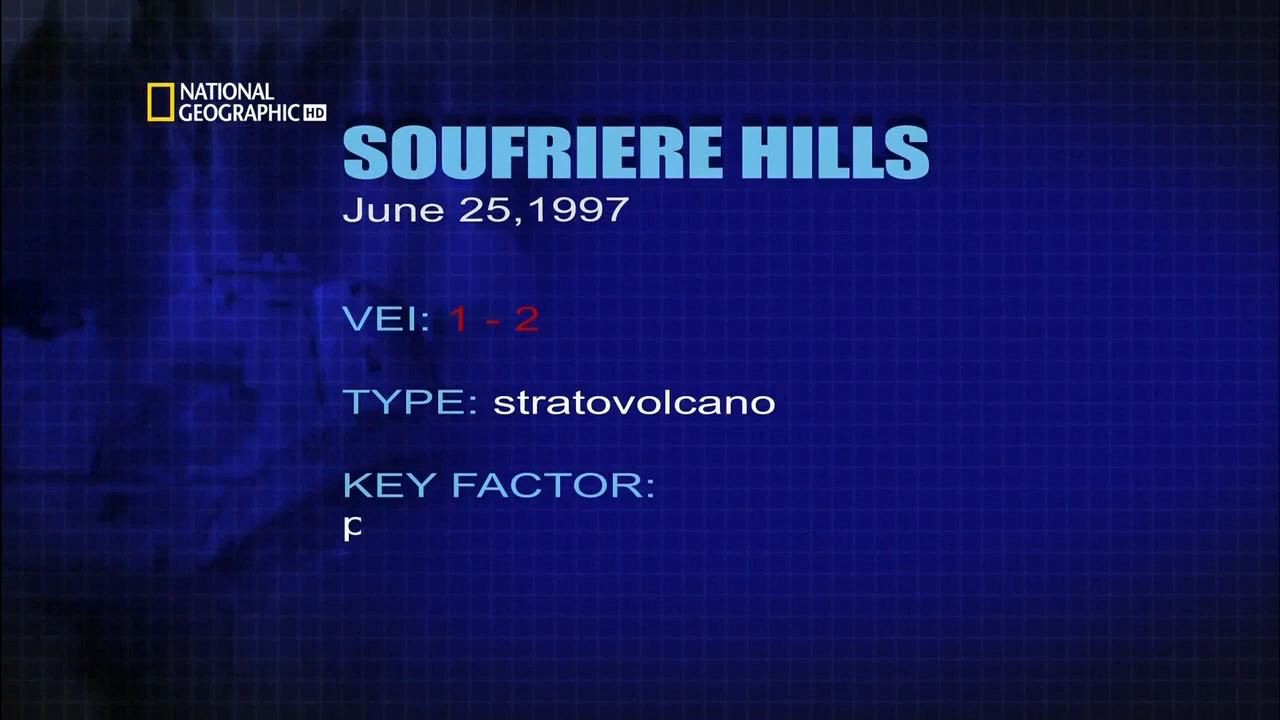 NATIONAL
GEOGRAPHIC HD
SOUFRIERE HILLS
June 25,1997
VEI: 1 - 2
TYPE: stratovolcano
KEY FACTOR:
p